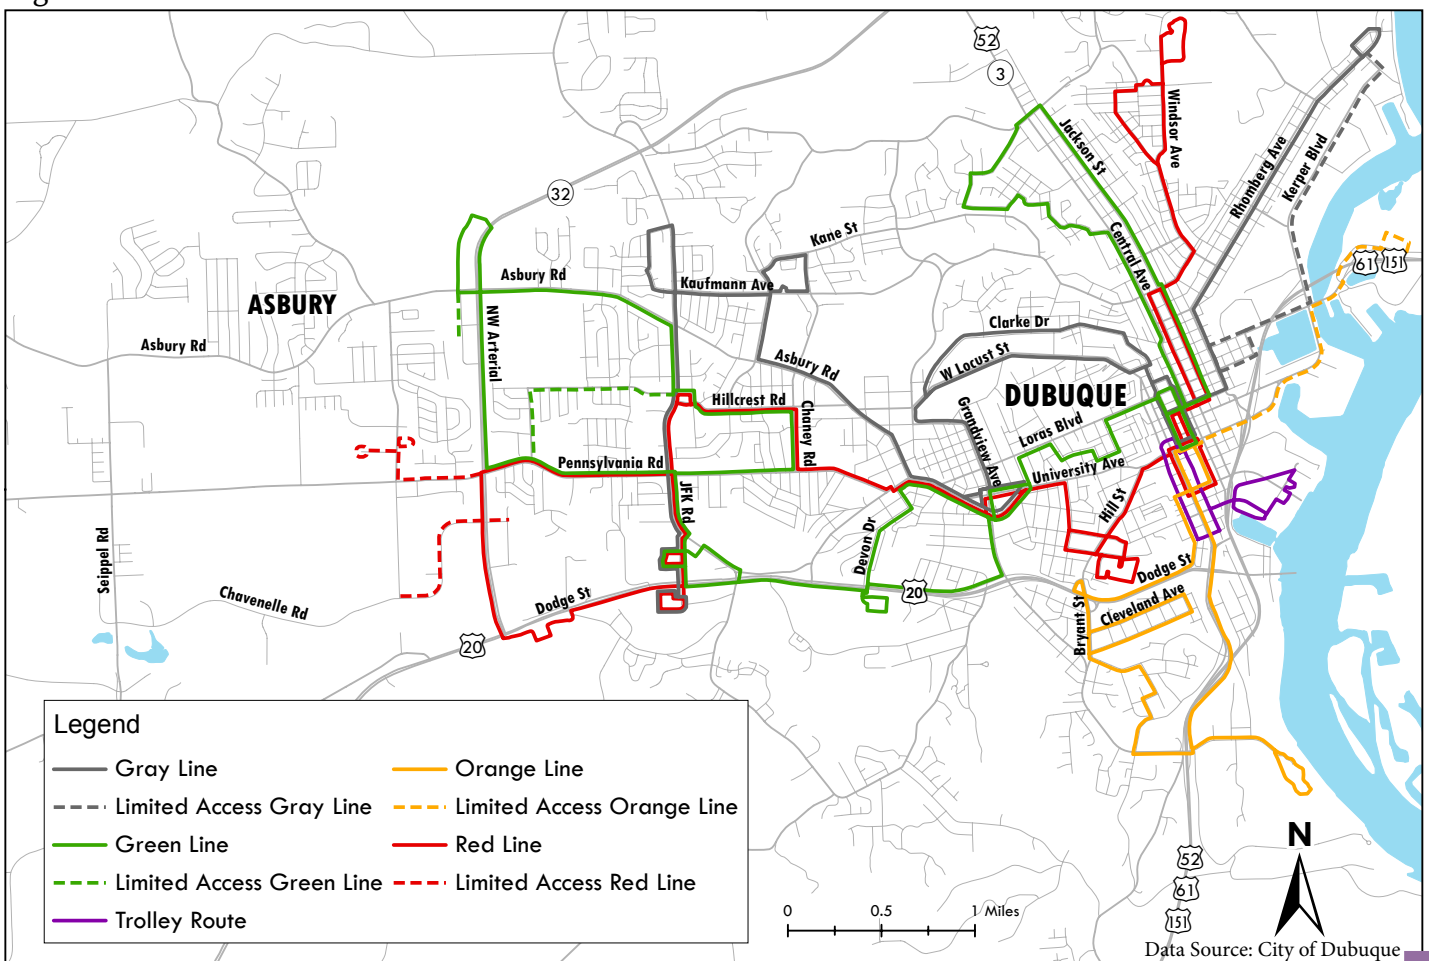 52
3
Windsor Ave
Jackson St
Rhomberg Ave
Kerper Blvd
32
Kane St
Central Ave
61
151
Asbury Rd
Kaufmann Ave
ASBURY
NW Arterial
Clarke Dr
Asbury Rd
W Locust St
Asbury Rd
DUBUQUE
Hillcrest Rd
Chaney Rd
Grandview Ave
Loras Blvd
Pennsylvania Rd
University Ave
JFK Rd
Hill St
Devon Dr
Seippel Rd
Dodge St
Chavenelle Rd
Dodge St
20
Cleveland Ave
Bryant St
20
Legend
Gray Line
Orange Line
Limited Access Gray Line
Limited Access Orange Line
Green Line
Red Line
Limited Access Green Line
Limited Access Red Line
Trolley Route
N
52
61
151
0 0.5 1 Miles
Data Source: City of Dubuque